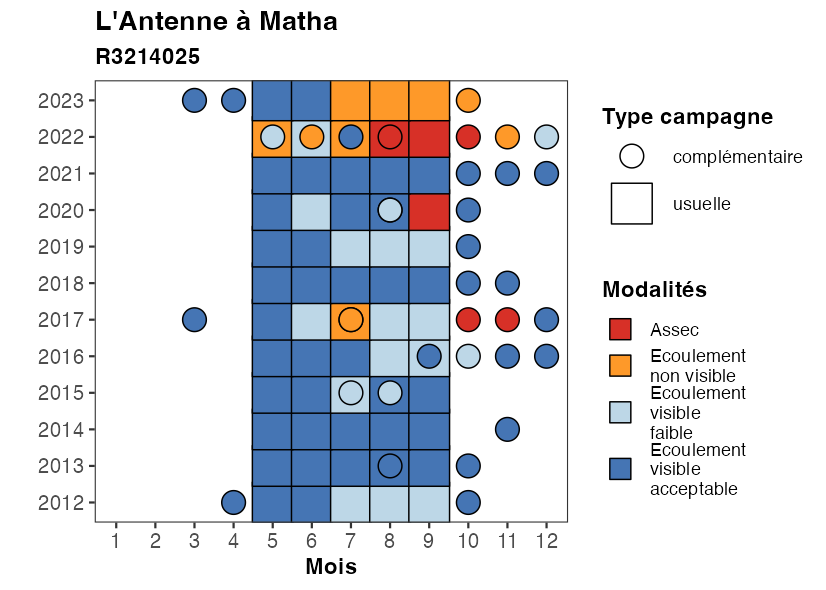 L'Antenne à Matha
R3214025
2023
2022
2021
2020
2019
2018
2017
2016
2015
2014
2013
2012
1 2 3 4 5 6 7 8 9 10 11 12
Mois
Type campagne
complémentaire
usuelle
Modalités
Assec
Ecoulement
non visible
Ecoulement
visible
faible
Ecoulement
visible
acceptable